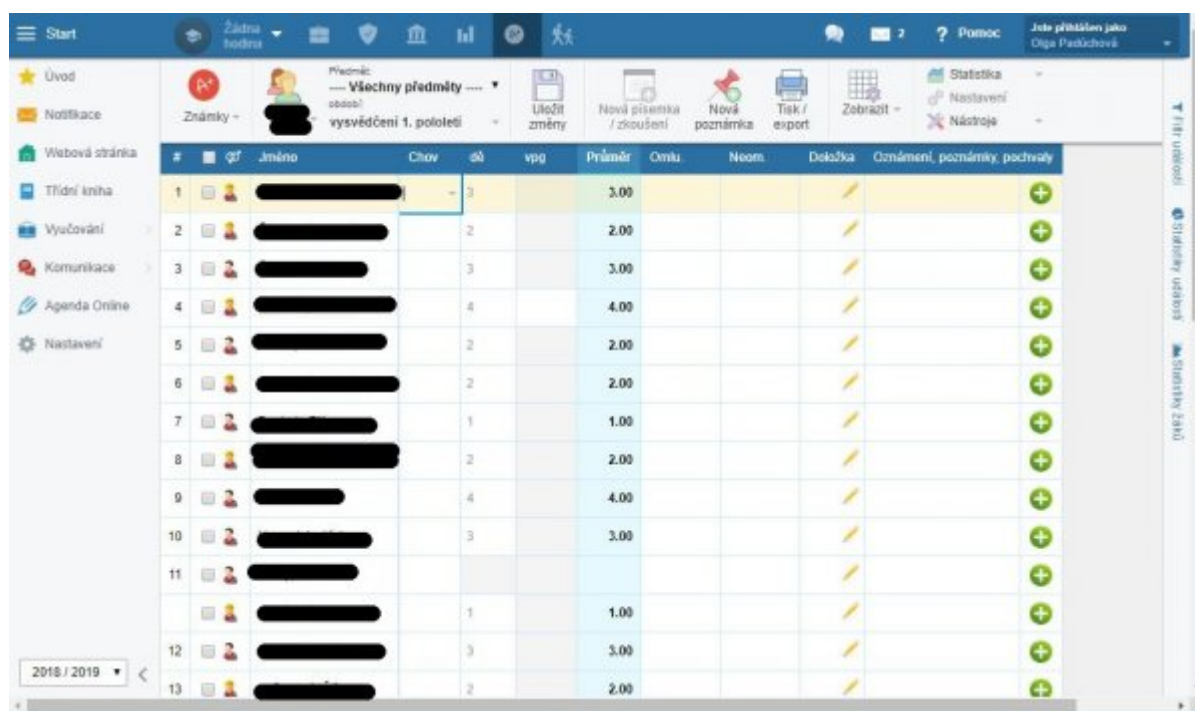 Start
Žádna
hodina
2
? Pomoc
Jste přihlášen jako
Olga Padúchová
Úvod
Notifikace
Webová stránka
Třídní kniha
Vyučování
Komunikace
Agenda Online
Nastavení
2018 / 2019
Známky
Předmět:
---- Všechny předměty ----
období
vysvědčení 1. pololetí
Uložit
změny
Nová písemka
/ zkoušení
Nová
poznámka
Tisk /
export
Zobrazit
Statistika
Nastavení
Nástroje
# Jméno Chov dě vpg Průměr Omlu. Neom. Doložka Oznámení, poznámky, pochvaly
1 3 3.00
2 2 2.00
3 3 3.00
4 4 4.00
5 2 2.00
6 2 2.00
7 1 1.00
8 2 2.00
9 4 4.00
10 3 3.00
11
1 1.00
12 3 3.00
13 2 2.00
Filtr událostí
Statistiky událostí
Statistiky žáků